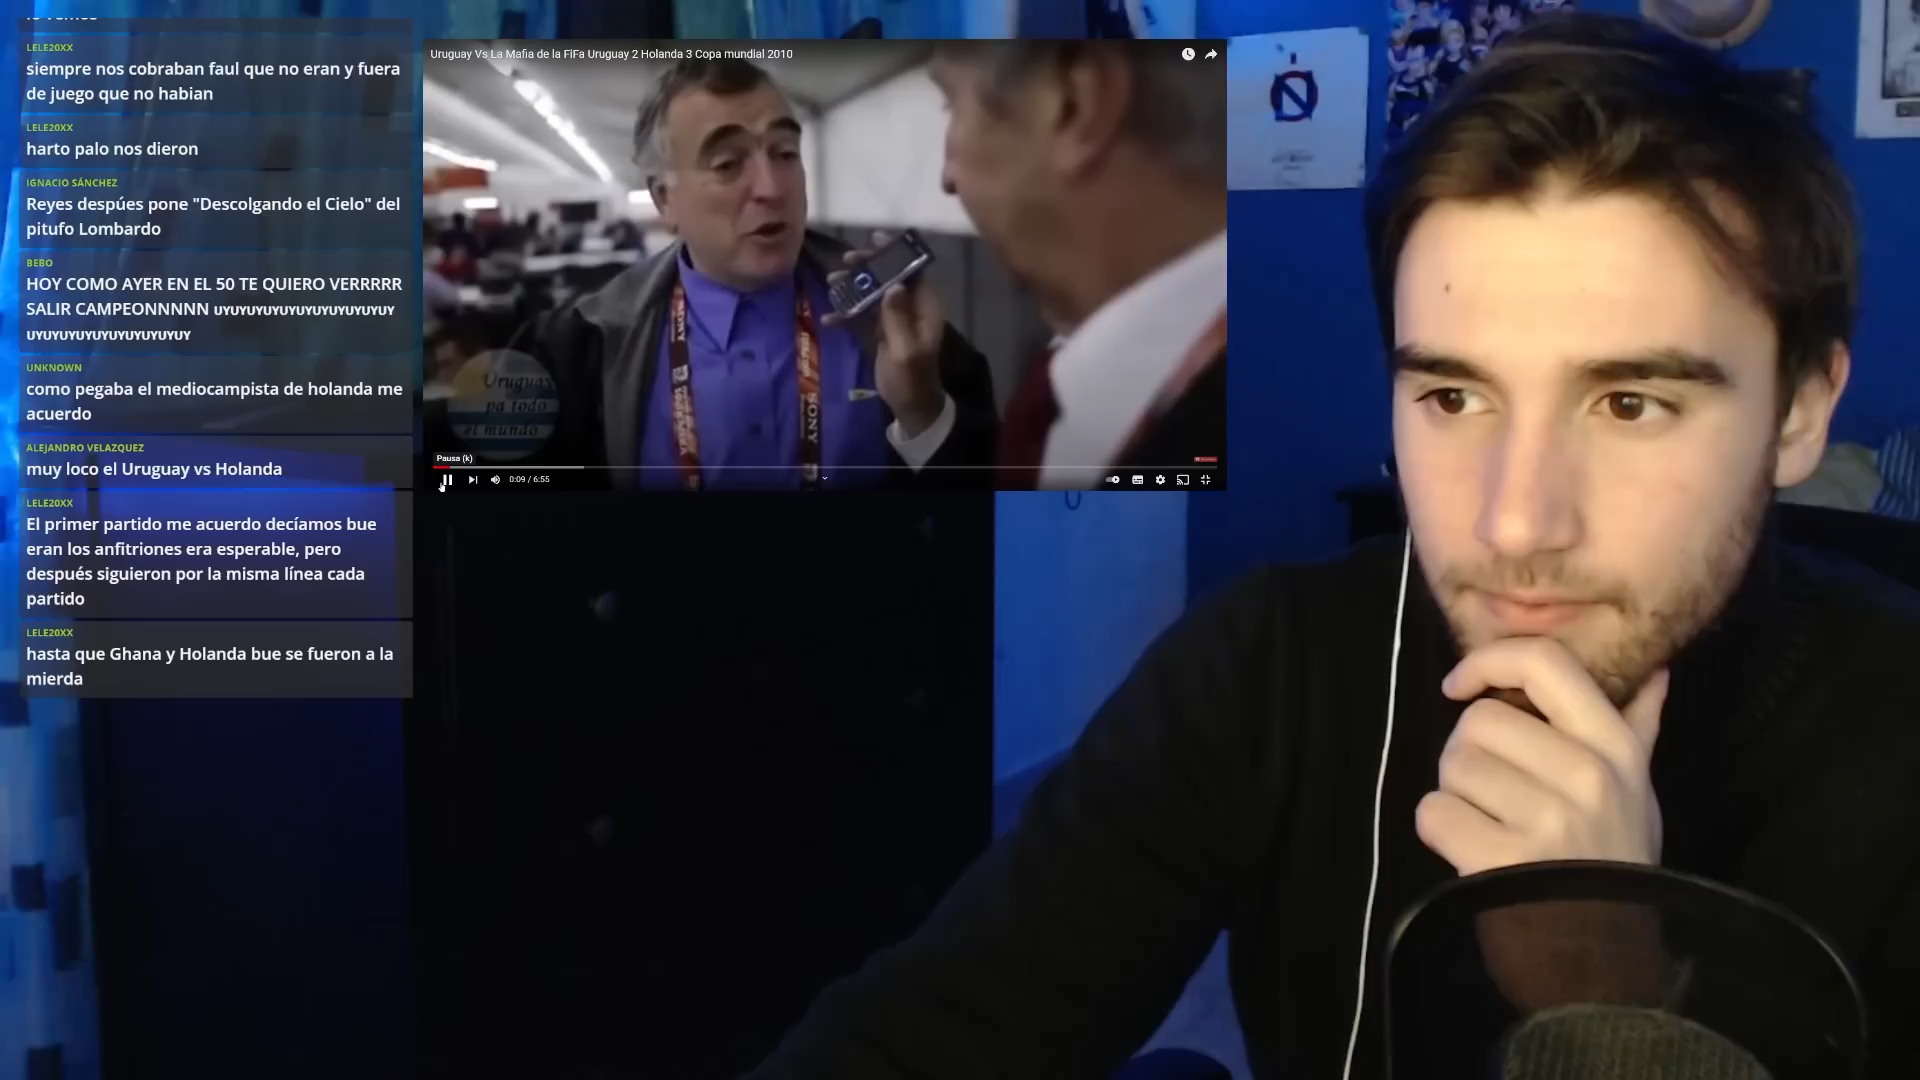 LELE20XX
siempre nos cobraban faul que no eran y fuera
de juego que no habian
LELE20XX
harto palo nos dieron
IGNACIO SÁNCHEZ
Reyes despúes pone "Descolgando el Cielo" del
pitufo Lombardo
BEBO
HOY COMO AYER EN EL 50 TE QUIERO VERRRRR
SALIR CAMPEONNNNN 🇺🇾🇺🇾🇺🇾🇺🇾🇺🇾🇺🇾🇺🇾🇺🇾🇺🇾🇺🇾🇺🇾
🇺🇾🇺🇾🇺🇾🇺🇾🇺🇾🇺🇾🇺🇾🇺🇾🇺🇾🇺🇾
UNKNOWN
como pegaba el mediocampista de holanda me
acuerdo
ALEJANDRO VELAZQUEZ
muy loco el Uruguay vs Holanda
LELE20XX
El primer partido me acuerdo decíamos bue
eran los anfitriones era esperable, pero
después siguieron por la misma línea cada
partido
LELE20XX
hasta que Ghana y Holanda bue se fueron a la
mierda
Uruguay Vs La Mafia de la FiFa Uruguay 2 Holanda 3 Copa mundial 2010
SONY
SONY
Uruguay
pa todo
el mundo
Pausa (k)
0:09 / 6:55
N